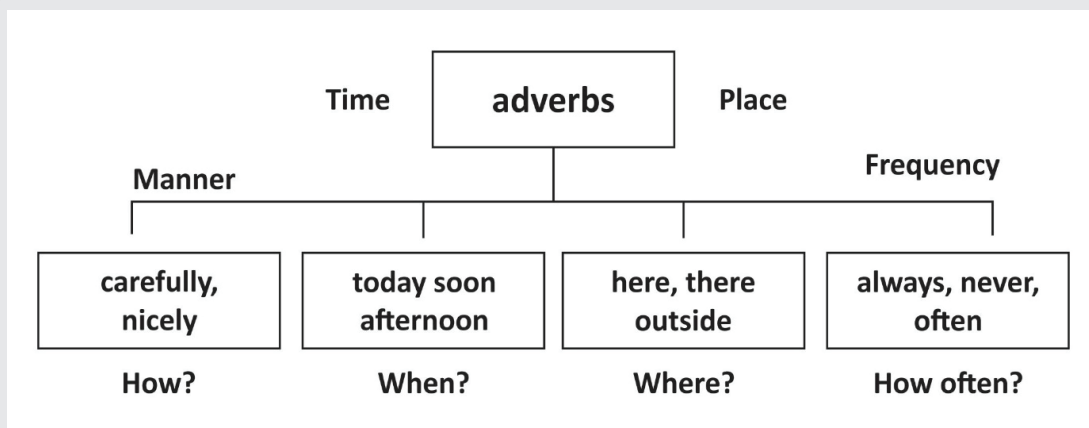 Time
adverbs
Place
Manner
Frequency
carefully,
nicely
today soon
afternoon
here, there
outside
always, never,
often
How?
When?
Where?
How often?